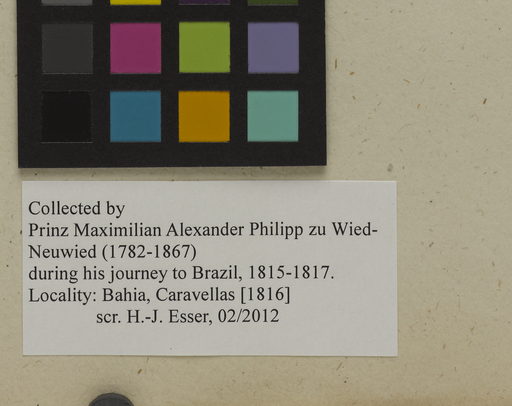 Collected by
Prinz Maximilian Alexander Philipp zu Wied-
Neuwied (1782-1867)
during his journey to Brazil, 1815-1817.
Locality: Bahia, Caravellas [1816]
scr. H.-J. Esser, 02/2012